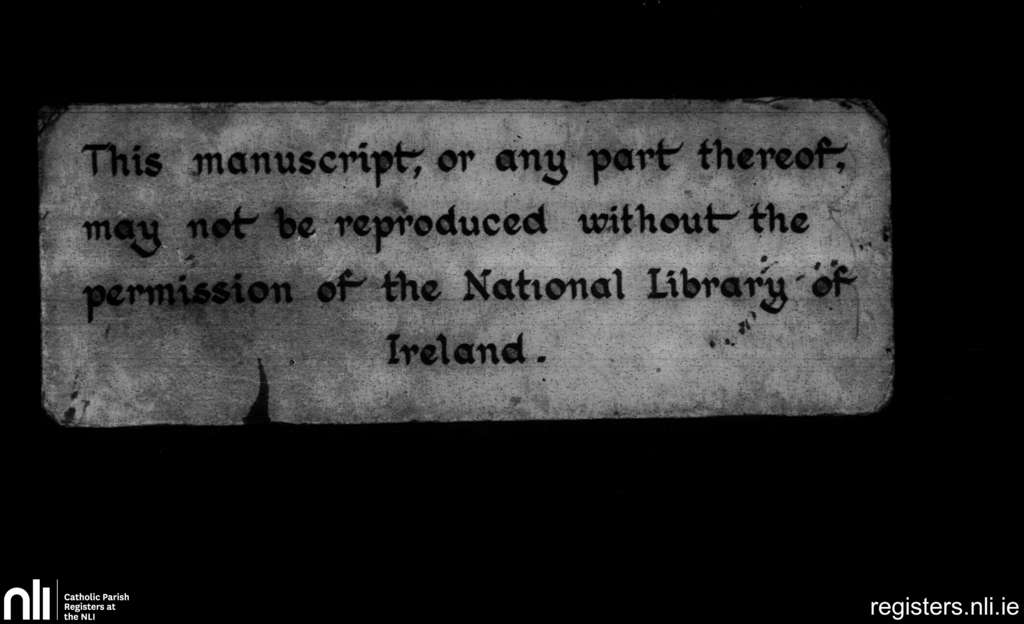 This manuscript, or any part thereof,
may not be reproduced without the
permission of the National Library of
Ireland.
nli
Catholic Parish
Registers at
the NLI
registers.nli.ie